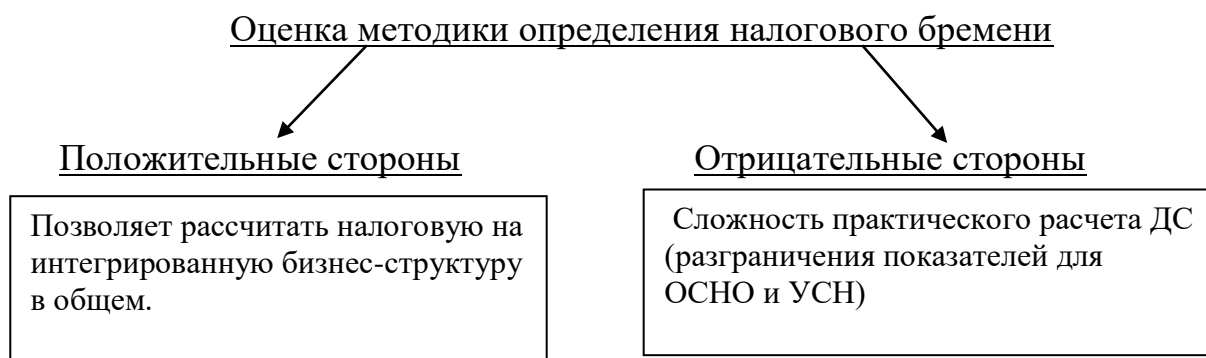 Оценка методики определения налогового бремени
Положительные стороны
Отрицательные стороны
Позволяет рассчитать налоговую на
интегрированную бизнес-структуру
в общем.
Сложность практического расчета ДС
(разграничения показателей для
ОСНО и УСН)